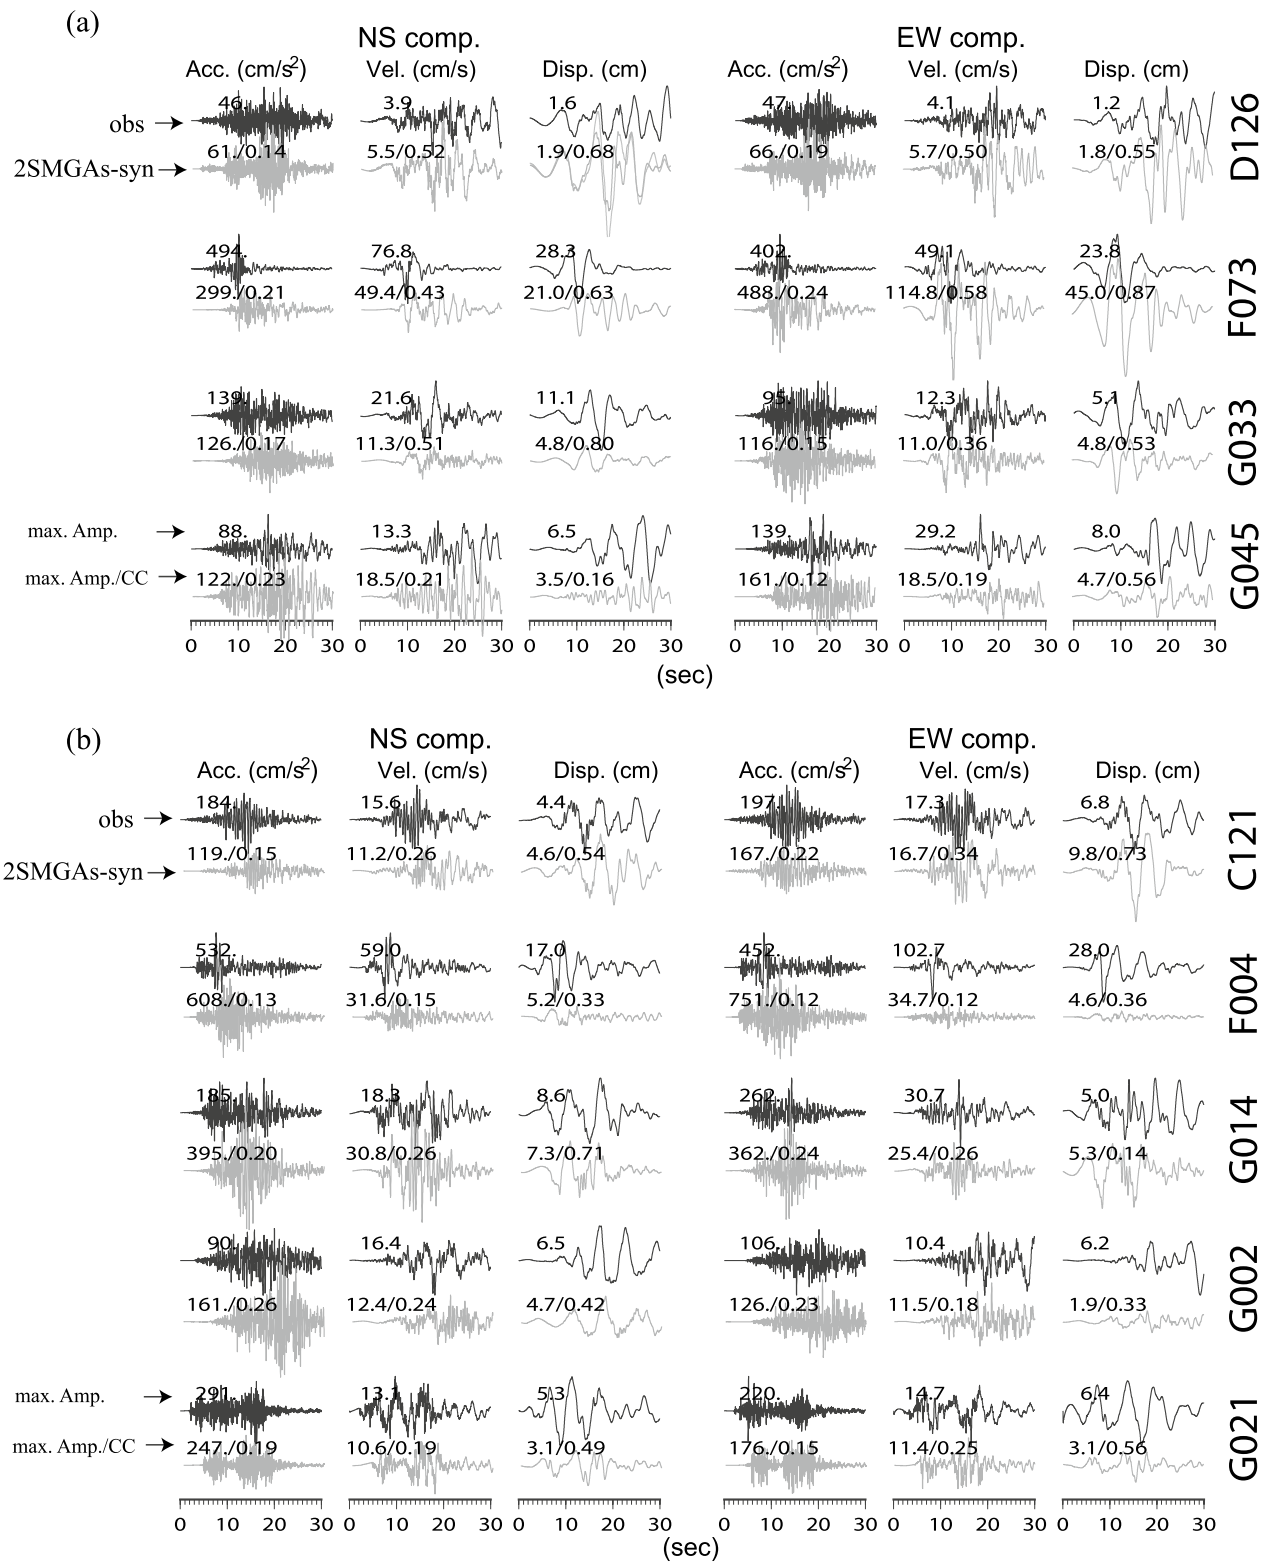 (a)
NS comp. EW comp.
Acc. (cm/s2) Vel. (cm/s) Disp. (cm) Acc. (cm/s2) Vel. (cm/s) Disp. (cm)
obs 46. 3.9 1.6 47. 4.1 1.2 D126
2SMGAs-syn 61./0.14 5.5/0.52 1.9/0.68 66./0.19 5.7/0.50 1.8/0.55
494. 76.8 28.3 402. 49.1 23.8 F073
299./0.21 49.4/0.43 21.0/0.63 488./0.24 114.8/0.58 45.0/0.87
139. 21.6 11.1 95. 12.3 5.1 G033
126./0.17 11.3/0.51 4.8/0.80 116./0.15 11.0/0.36 4.8/0.53
max. Amp. 88. 13.3 6.5 139. 29.2 8.0 G045
max. Amp./CC 122./0.23 18.5/0.21 3.5/0.16 161./0.12 18.5/0.19 4.7/0.56
0 10 20 30 0 10 20 30 0 10 20 30 0 10 20 30 0 10 20 30 0 10 20 30
(sec)
(b)
NS comp. EW comp.
Acc. (cm/s2) Vel. (cm/s) Disp. (cm) Acc. (cm/s2) Vel. (cm/s) Disp. (cm)
obs 184. 15.6 4.4 197. 17.3 6.8 C121
2SMGAs-syn 119./0.15 11.2/0.26 4.6/0.54 167./0.22 16.7/0.34 9.8/0.73
532. 59.0 17.0 452. 102.7 28.0 F004
608./0.13 31.6/0.15 5.2/0.33 751./0.12 34.7/0.12 4.6/0.36
185. 18.3 8.6 262. 30.7 5.0 G014
395./0.20 30.8/0.26 7.3/0.71 362./0.24 25.4/0.26 5.3/0.14
90. 16.4 6.5 106. 10.4 6.2 G002
161./0.26 12.4/0.24 4.7/0.42 126./0.23 11.5/0.18 1.9/0.33
max. Amp. 291. 13.1 5.3 220. 14.7 6.4 G021
max. Amp./CC 247./0.19 10.6/0.19 3.1/0.49 176./0.15 11.4/0.25 3.1/0.56
0 10 20 30 0 10 20 30 0 10 20 30 0 10 20 30 0 10 20 30 0 10 20 30
(sec)